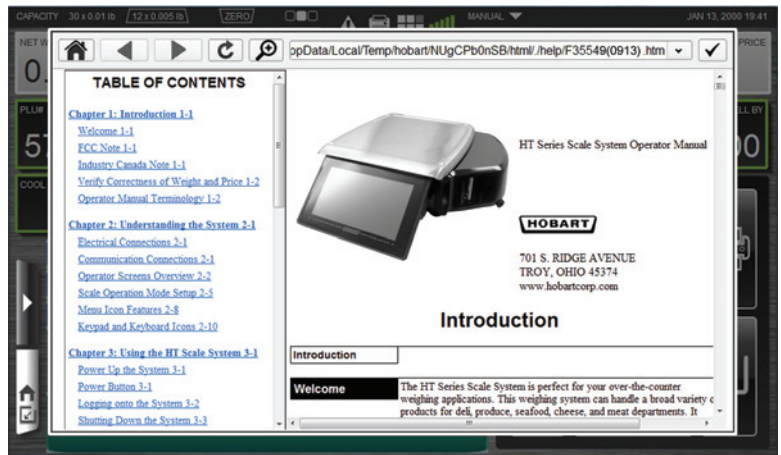 CAPACITY 30 x 0.01 lb 12 x 0.005 lb ZERO MANUAL JAN 13, 2000 19:41
NET W
PRICE
0.
PLU#
LL BY
57
00
COOL
ppData/Local/Temp/hobart/NUgCPb0nSB/html/./help/F35549(0913) .htm
TABLE OF CONTENTS
Chapter 1: Introduction 1-1
Welcome 1-1
FCC Note 1-1
Industry Canada Note 1-1
Verify Correctness of Weight and Price 1-2
Operator Manual Terminology 1-2
Chapter 2: Understanding the System 2-1
Electrical Connections 2-1
Communication Connections 2-1
Operator Screens Overview 2-2
Scale Operation Mode Setup 2-5
Menu Icon Features 2-8
Keypad and Keyboard Icons 2-10
Chapter 3: Using the HT Scale System 3-1
Power Up the System 3-1
Power Button 3-1
Logging onto the System 3-2
Shutting Down the System 3-3
HT Series Scale System Operator Manual
HOBART
701 S. RIDGE AVENUE
TROY, OHIO 45374
www.hobartcorp.com
Introduction
Introduction
Welcome
The HT Series Scale System is perfect for your over-the-counter
weighing applications. This weighing system can handle a broad variety o
products for deli, produce, seafood, cheese, and meat departments. It